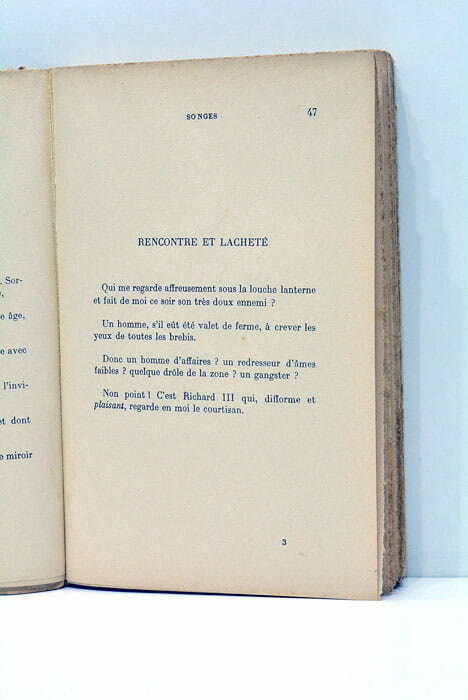 . Sor-
e âge,
e avec
l'invi-
et dont
e miroir
SONGES
47
RENCONTRE ET LACHETÉ
Qui me regarde affreusement sous la louche lanterne
et fait de moi ce soir son très doux ennemi ?
Un homme, s'il eût été valet de ferme, à crever les
yeux de toutes les brebis.
Donc un homme d'affaires ? un redresseur d'âmes
faibles ? quelque drôle de la zone ? un gangster ?
Non point ! C'est Richard III qui, difforme et
plaisant, regarde en moi le courtisan.
3